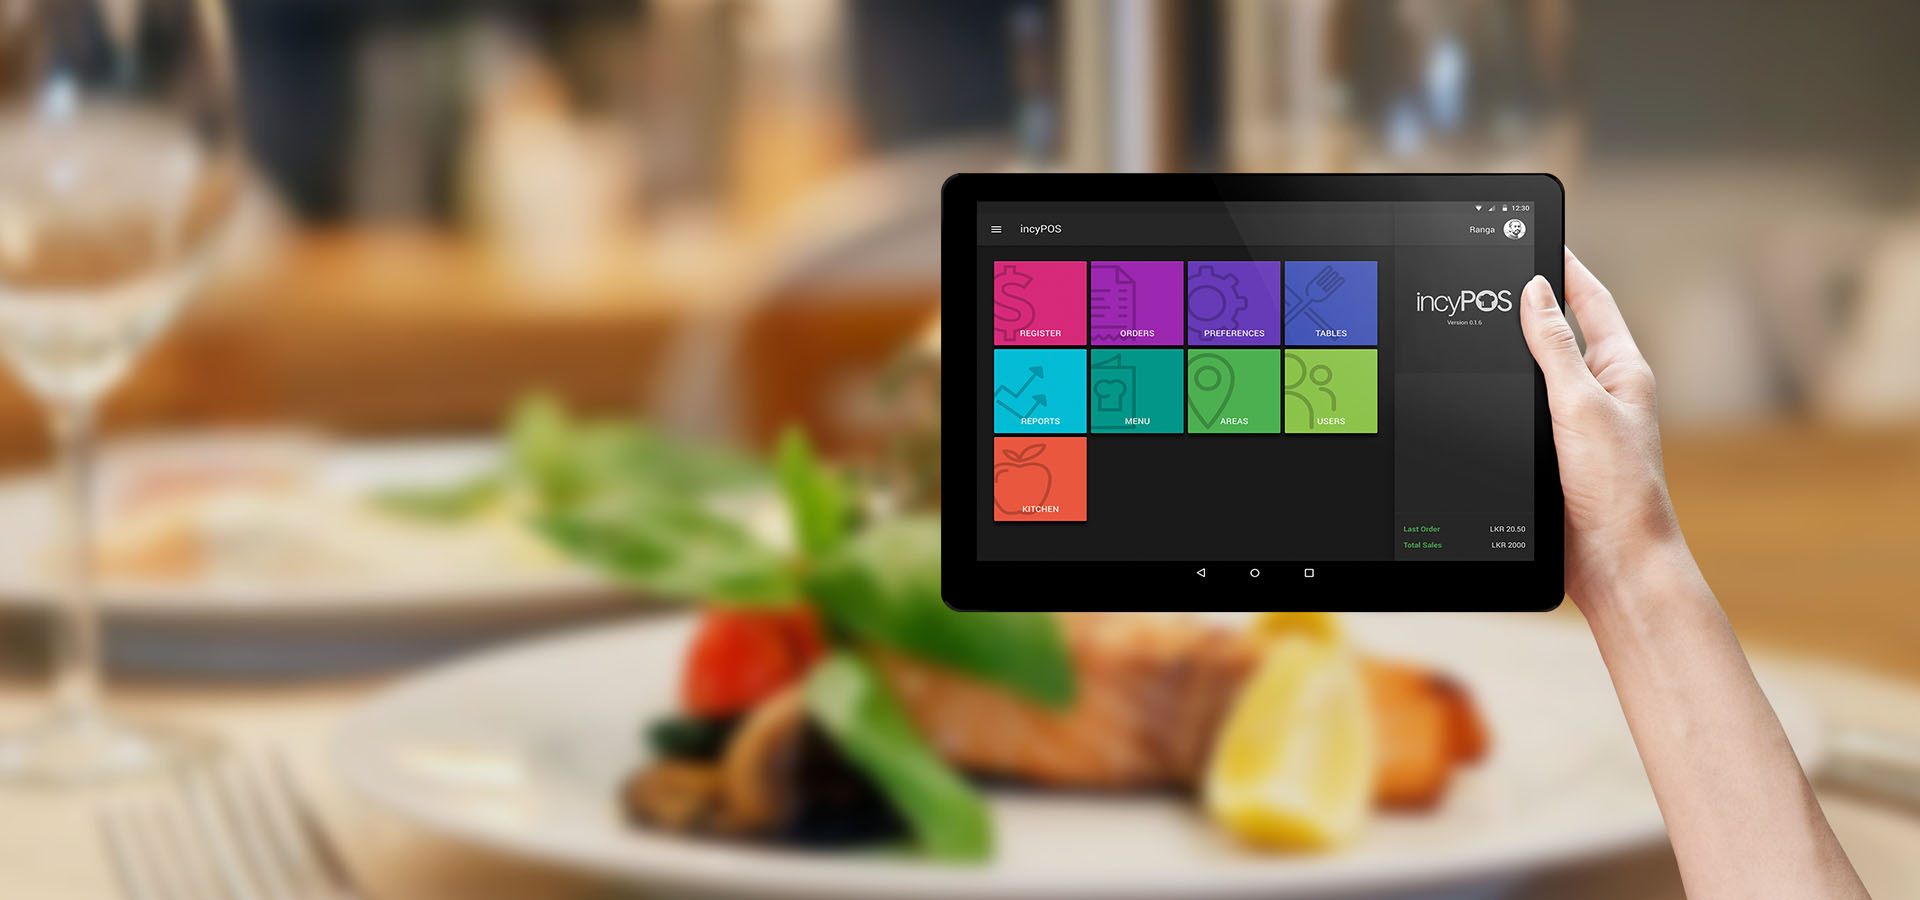 12:30
incyPOS
Ranga
REGISTER
ORDERS
PREFERENCES
TABLES
incyPOS
Version 0.1.6
REPORTS
MENU
AREAS
USERS
KITCHEN
Last Order LKR 20.50
Total Sales LKR 2000